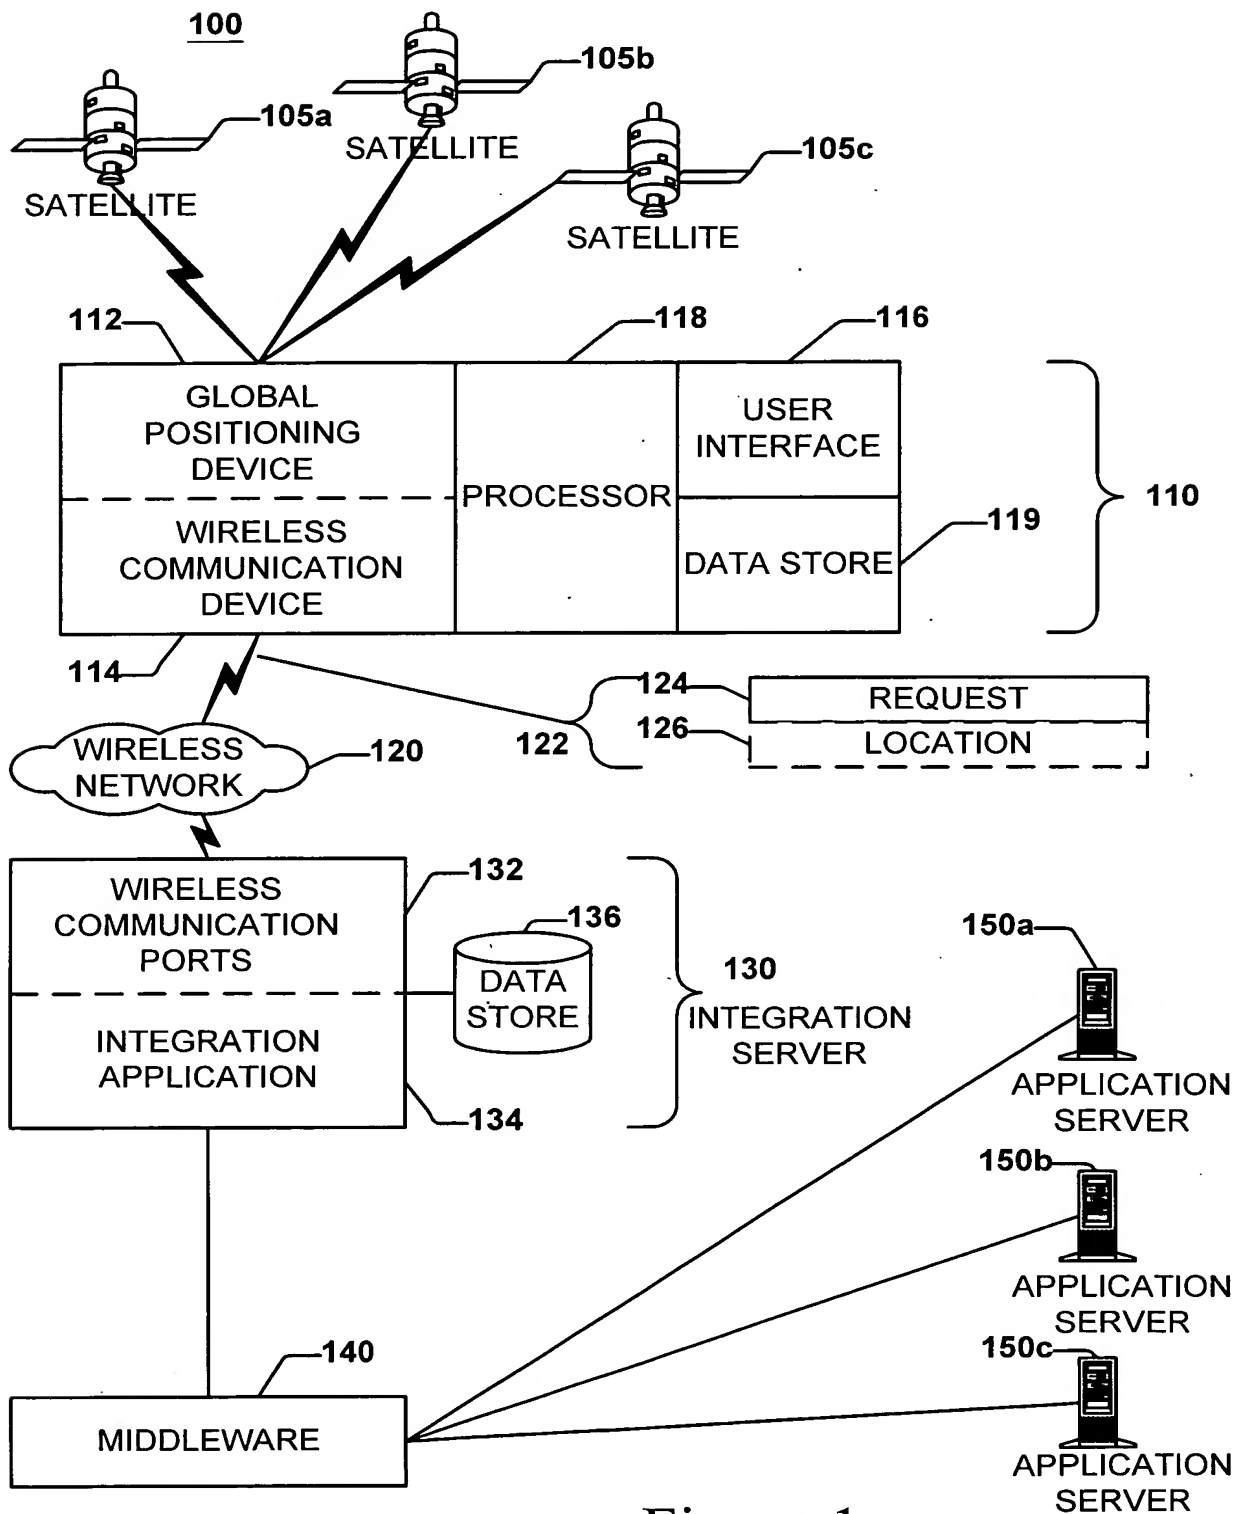 100
105b
105a
SATELLITE
105c
SATELLITE
SATELLITE
112
118
116
GLOBAL
POSITIONING
DEVICE
USER
INTERFACE
PROCESSOR
110
119
WIRELESS
COMMUNICATION
DEVICE
DATA STORE
114
124
REQUEST
122
126
LOCATION
WIRELESS
NETWORK
120
132
WIRELESS
COMMUNICATION
PORTS
136
DATA
STORE
130
INTEGRATION
SERVER
INTEGRATION
APPLICATION
134
150a
APPLICATION
SERVER
150b
APPLICATION
SERVER
150c
APPLICATION
SERVER
140
MIDDLEWARE